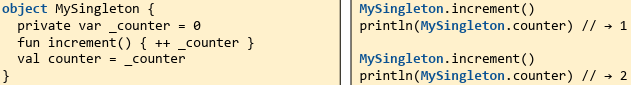 object MySingleton {
  private var _counter = 0
  fun increment() { ++ _counter }
  val counter = _counter
}
MySingleton.increment()
println(MySingleton.counter) // → 1
MySingleton.increment()
println(MySingleton.counter) // → 2